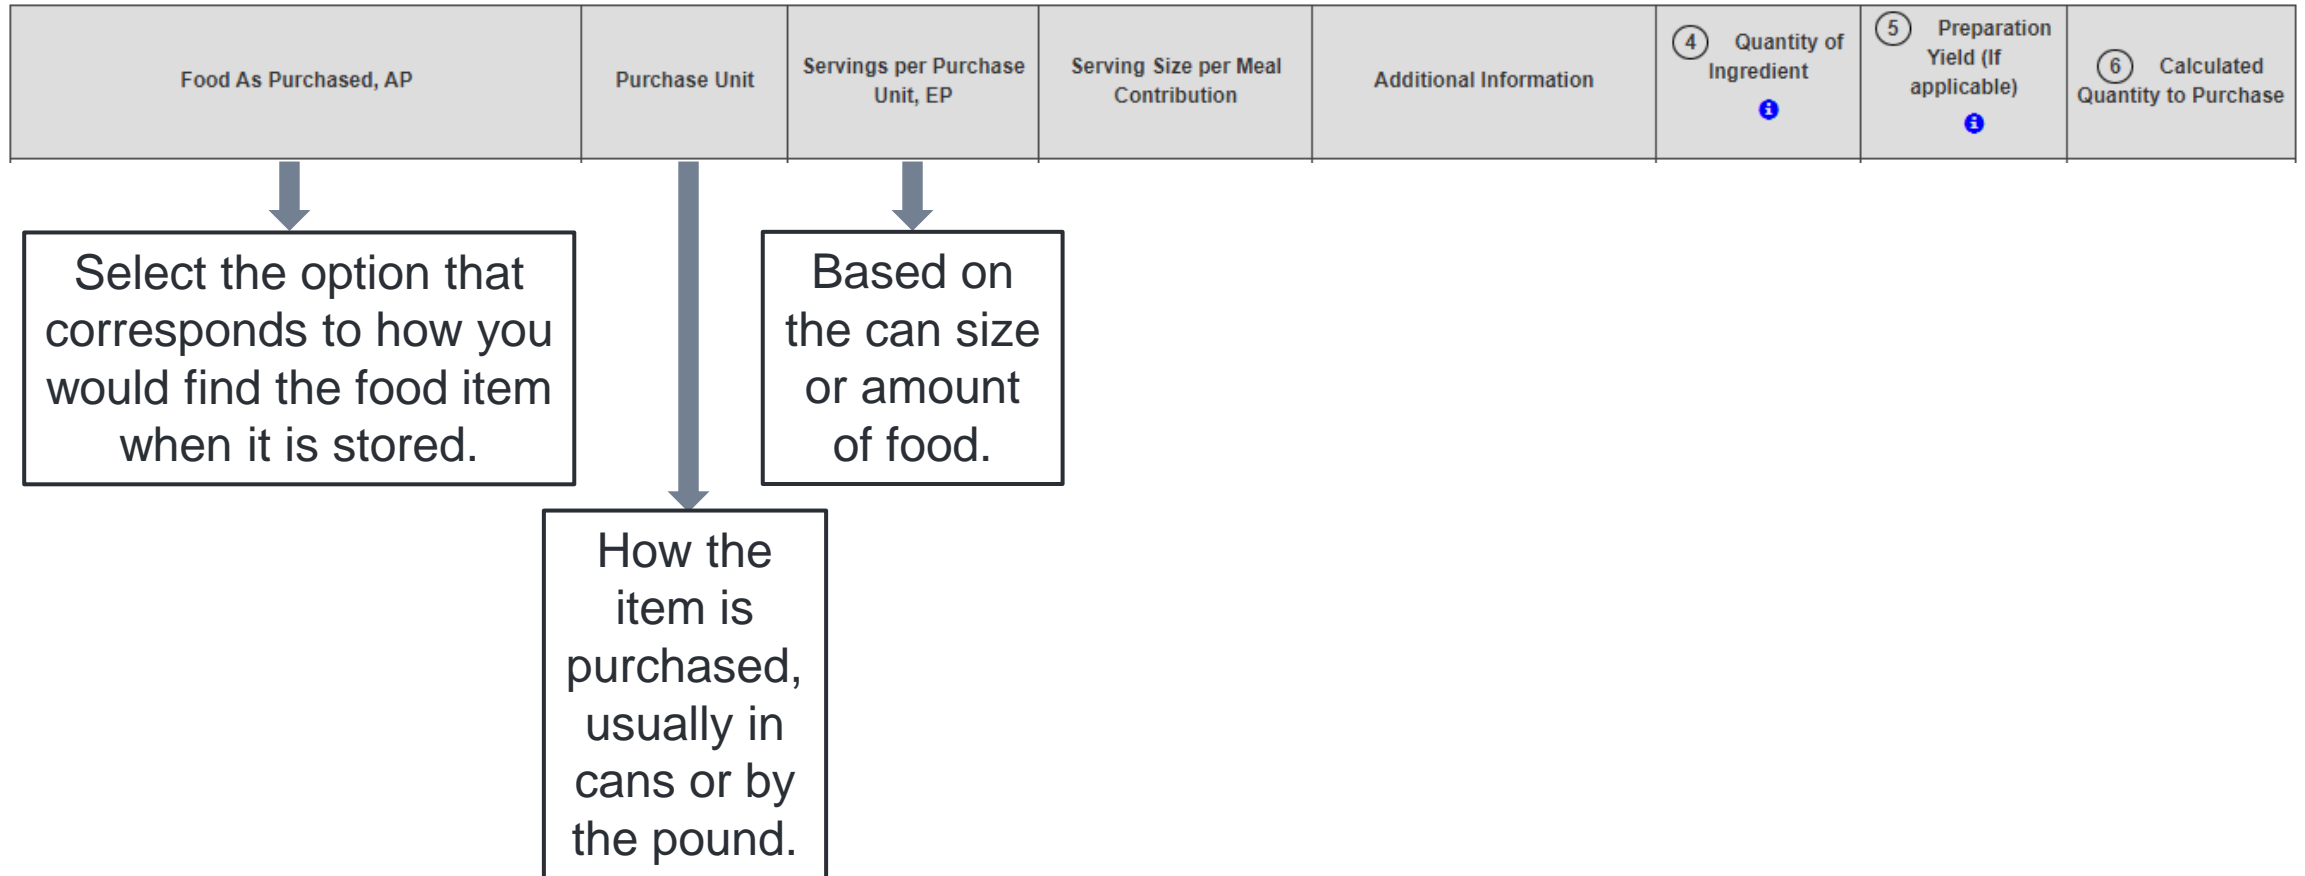 Food As Purchased, AP
Purchase Unit
Servings per Purchase
Unit, EP
Serving Size per Meal
Contribution
Additional Information
4 Quantity of
Ingredient
i
5 Preparation
Yield (If
applicable)
i
6 Calculated
Quantity to Purchase
Select the option that
corresponds to how you
would find the food item
when it is stored.
How the
item is
purchased,
usually in
cans or by
the pound.
Based on
the can size
or amount
of food.